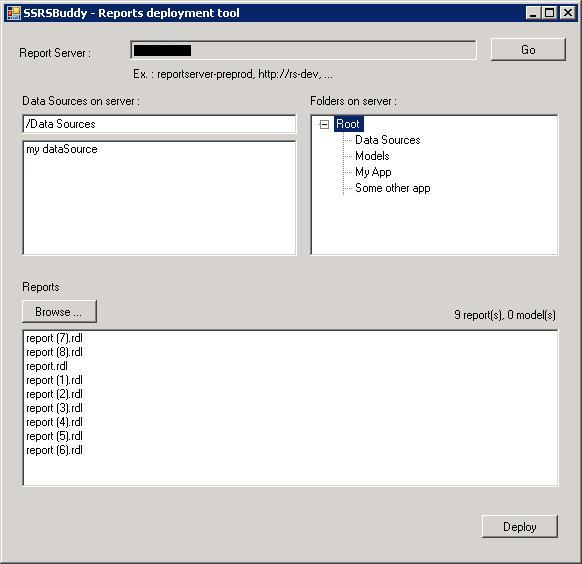 SSRSBuddy - Reports deployment tool
Report Server :
Go
Ex. : reportserver-preprod, http://rs-dev, ...
Data Sources on server :
Folders on server :
/Data Sources
my dataSource
Root
Data Sources
Models
My App
Some other app
Reports
Browse ...
9 report(s), 0 model(s)
report (7).rdl
report (8).rdl
report.rdl
report (1).rdl
report (2).rdl
report (3).rdl
report (4).rdl
report (5).rdl
report (6).rdl
Deploy